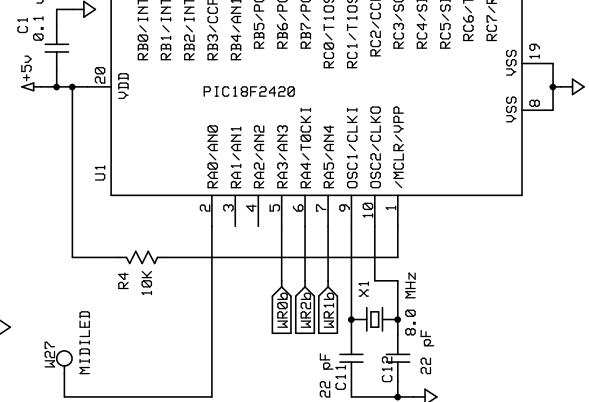 C1
0.1 u
+5v
20
VDD
U1
RB0/INT
RB1/INT
RB2/INT
RB3/CCP
RB4/AN1
RB5/PG
RB6/PG
RB7/PG
RC0/T1OS
RC1/T1OS
RC2/CCP
RC3/SC
RC4/SD
RC5/SD
RC6/T
RC7/R
PIC18F2420
VSS
19
VSS
8
RA0/AN0
RA1/AN1
RA2/AN2
RA3/AN3
RA4/T0CKI
RA5/AN4
OSC1/CLKI
OSC2/CLKO
/MCLR/VPP
2
3
4
5
6
7
9
10
1
R4
10K
WR0b
WR2b
WR1b
X1
8.0 MHz
W27
MIDILED
22 pF
C11
C12
22 pF